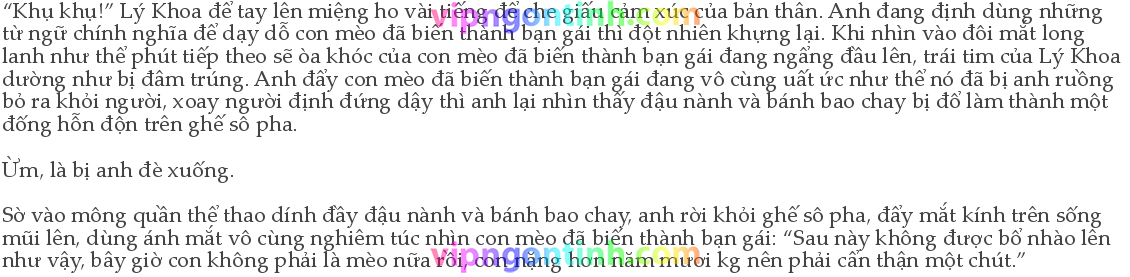 “Khụ khụ!” Lý Khoa để tay lên miệng ho vài tiếng để che giấu cảm xúc của bản thân. Anh đang định dùng những
từ ngữ chính nghĩa để dạy dỗ con mèo đã biến thành bạn gái thì đột nhiên khựng lại. Khi nhìn vào đôi mắt long
lanh như thể phút tiếp theo sẽ òa khóc của con mèo đã biến thành bạn gái đang ngẩng đầu lên, trái tim của Lý Khoa
dường như bị đâm trúng. Anh đẩy con mèo đã biến thành bạn gái đang vô cùng uất ức như thể nó đã bị anh ruồng
bỏ ra khỏi người, xoay người định đứng dậy thì anh lại nhìn thấy đậu nành và bánh bao chay bị đổ làm thành một
đống hỗn độn trên ghế sô pha.
Ừm, là bị anh đè xuống.
Sờ vào mông quần thể thao dính đầy đậu nành và bánh bao chay, anh rời khỏi ghế sô pha, đẩy mắt kính trên sống
mũi lên, dùng ánh mắt vô cùng nghiêm túc nhìn con mèo đã biến thành bạn gái: “Sau này không được bổ nhào lên
như vậy, bây giờ con không phải là mèo nữa rồi, con nặng hơn năm mươi kg nên phải cẩn thận một chút.”
vipngontinh.com
vipngontinh.com
vipngontinh.com